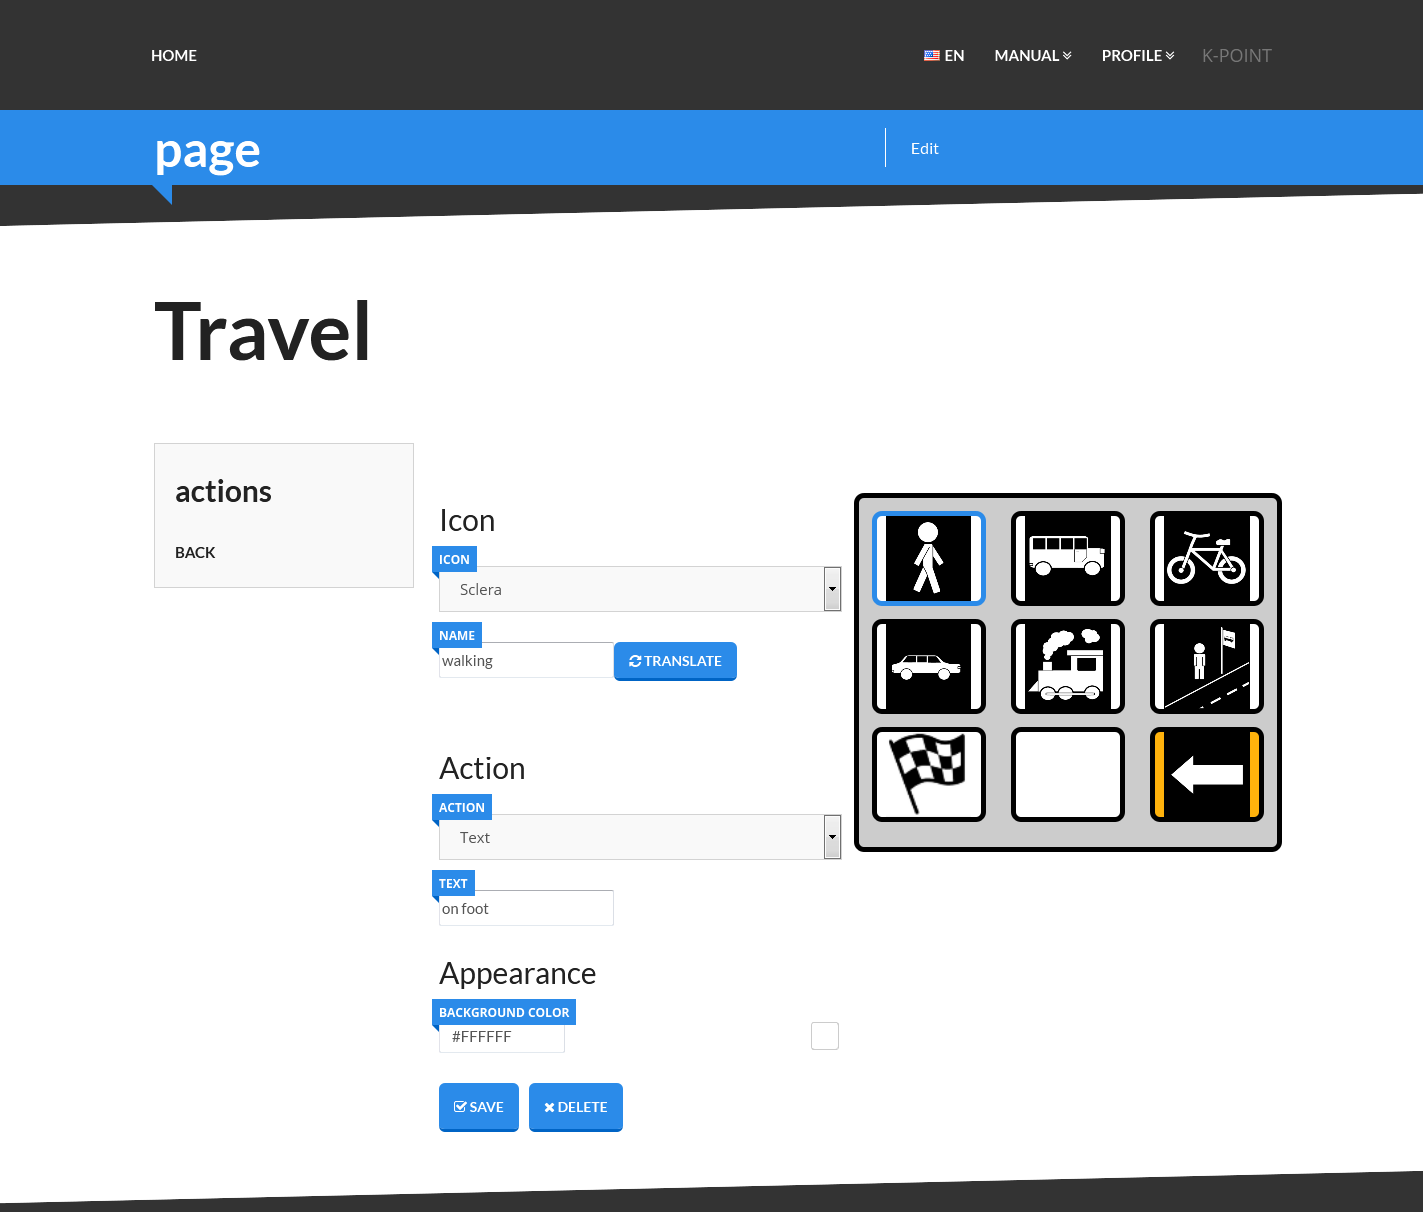 HOME
EN MANUAL PROFILE K-POINT
page
Edit
Travel
actions
BACK
Icon
ICON
Sclera
NAME
walking
TRANSLATE
Action
ACTION
Text
TEXT
on foot
Appearance
BACKGROUND COLOR
#FFFFFF
SAVE DELETE